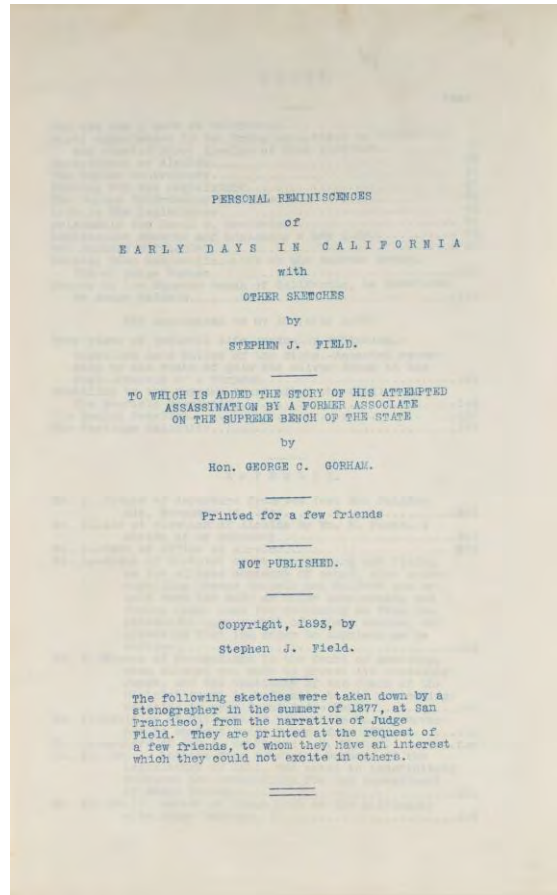 PERSONAL REMINISCENCES
of
EARLY DAYS IN CALIFORNIA
with
OTHER SKETCHES
by
STEPHEN J. FIELD.
TO WHICH IS ADDED THE STORY OF HIS ATTEMPTED
ASSASSINATION BY A FORMER ASSOCIATE
ON THE SUPREME BENCH OF THE STATE
by
Hon. GEORGE C. GORHAM.
Printed for a few friends
NOT PUBLISHED.
Copyright, 1893, by
Stephen J. Field.
The following sketches were taken down by a
stenographer in the summer of 1877, at San
Francisco, from the narrative of Judge
Field. They are printed at the request of
a few friends, to whom they have an interest
which they could not excite in others.